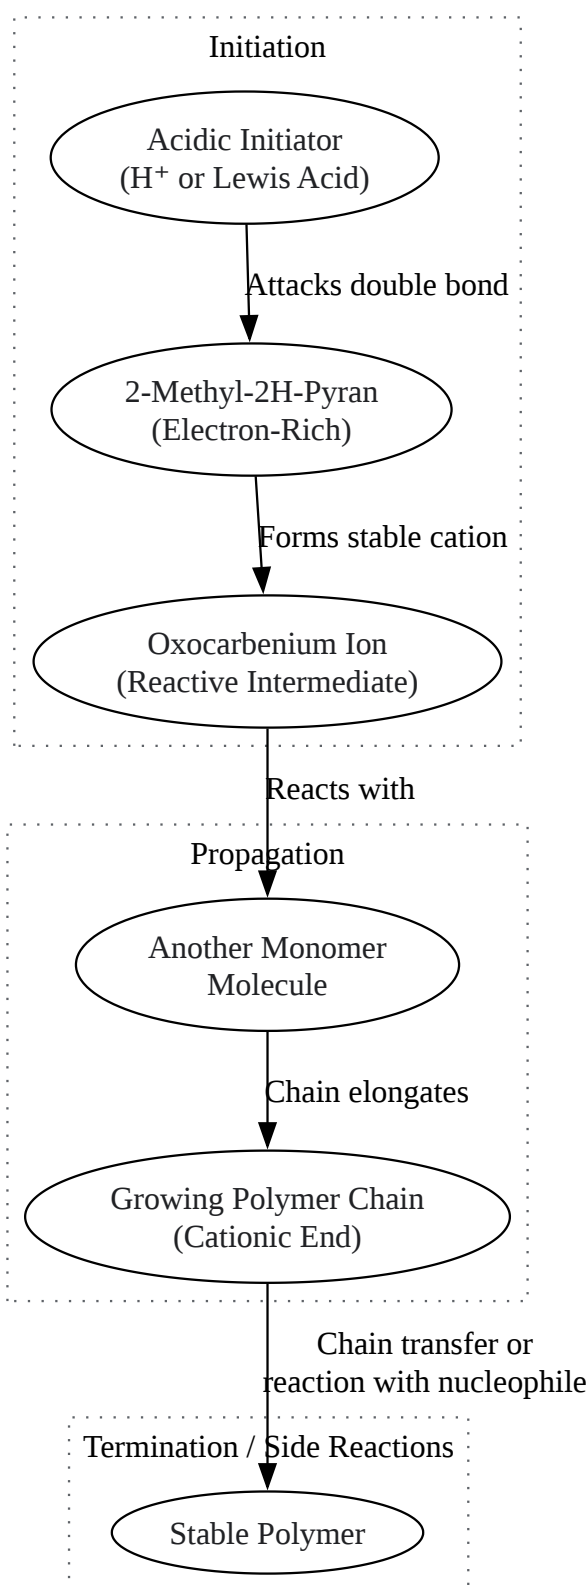 Initiation
Acidic Initiator
(H⁺ or Lewis Acid)
Attacks double bond
2-Methyl-2H-Pyran
(Electron-Rich)
Forms stable cation
Oxocarbenium Ion
(Reactive Intermediate)
Reacts with
Propagation
Another Monomer
Molecule
Chain elongates
Growing Polymer Chain
(Cationic End)
Chain transfer or
reaction with nucleophile
Termination / Side Reactions
Stable Polymer